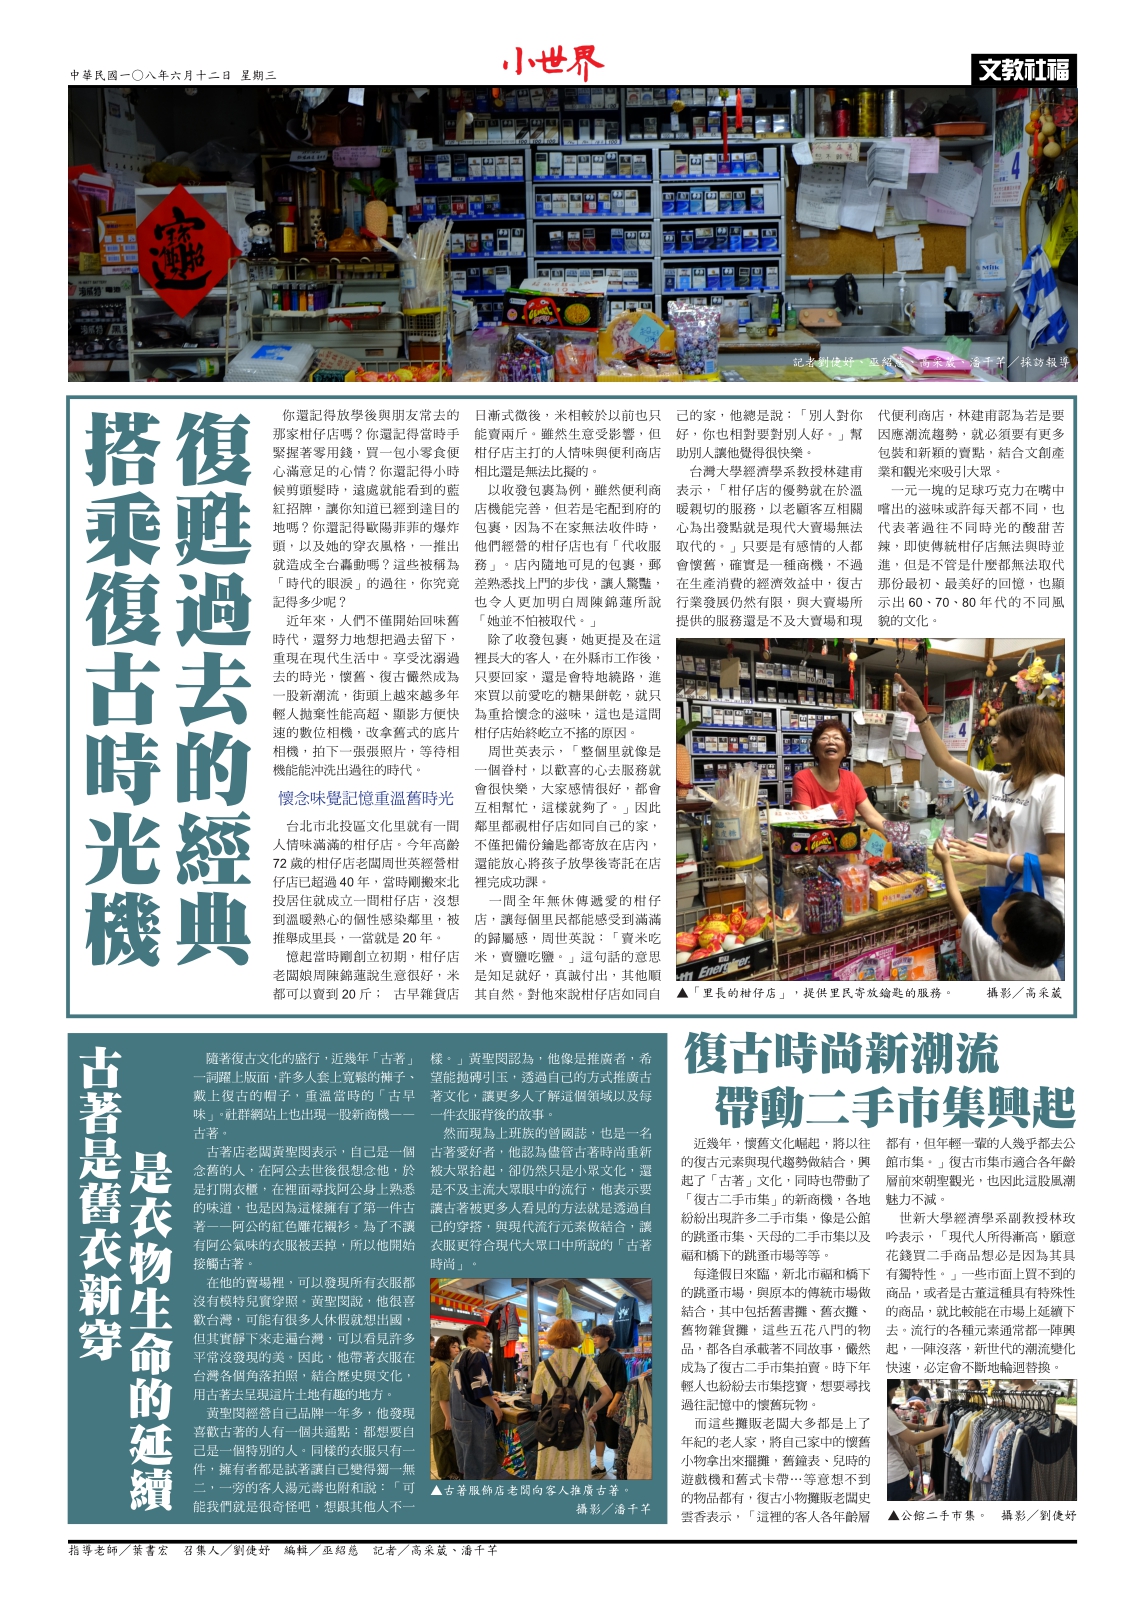 中華民國一〇八年六月十二日 星期三
小世界
文教社福
記者劉倢妤、巫紹慈、高采葳、潘千芊／採訪報導
復甦過去的經典
搭乘復古時光機
你還記得放學後與朋友常去的
那家柑仔店嗎？你還記得當時手
緊握著零用錢，買一包小零食便
心滿意足的心情？你還記得小時
候剪頭髮時，遠處就能看到的藍
紅招牌，讓你知道已經到達目的
地嗎？你還記得歐陽菲菲的爆炸
頭，以及她的穿衣風格，一推出
就造成全台轟動嗎？這些被稱為
「時代的眼淚」的過往，你究竟
記得多少呢？
近年來，人們不僅開始回味舊
時代，還努力地想把過去留下，
重現在現代生活中。享受沈溺過
去的時光，懷舊、復古儼然成為
一股新潮流，街頭上越來越多年
輕人拋棄性能高超、顯影方便快
速的數位相機，改拿舊式的底片
相機，拍下一張張照片，等待相
機能能沖洗出過往的時代。
懷念味覺記憶重溫舊時光
台北市北投區文化里就有一間
人情味滿滿的柑仔店。今年高齡
72 歲的柑仔店老闆周世英經營柑
仔店已超過 40 年，當時剛搬來北
投居住就成立一間柑仔店，沒想
到溫暖熱心的個性感染鄰里，被
推舉成里長，一當就是 20 年。
憶起當時剛創立初期，柑仔店
老闆娘周陳錦蓮說生意很好，米
都可以賣到 20 斤； 古早雜貨店
日漸式微後，米相較於以前也只
能賣兩斤。雖然生意受影響，但
柑仔店主打的人情味與便利商店
相比還是無法比擬的。
以收發包裹為例，雖然便利商
店機能完善，但若是宅配到府的
包裹，因為不在家無法收件時，
他們經營的柑仔店也有「代收服
務」。店內隨地可見的包裹，郵
差熟悉找上門的步伐，讓人驚豔，
也令人更加明白周陳錦蓮所說
「她並不怕被取代。」
除了收發包裹，她更提及在這
裡長大的客人，在外縣市工作後，
只要回家，還是會特地繞路，進
來買以前愛吃的糖果餅乾，就只
為重拾懷念的滋味，這也是這間
柑仔店始終屹立不搖的原因。
周世英表示，「整個里就像是
一個眷村，以歡喜的心去服務就
會很快樂，大家感情很好，都會
互相幫忙，這樣就夠了。」因此
鄰里都視柑仔店如同自己的家，
不僅把備份鑰匙都寄放在店內，
還能放心將孩子放學後寄託在店
裡完成功課。
一間全年無休傳遞愛的柑仔
店，讓每個里民都能感受到滿滿
的歸屬感，周世英說：「賣米吃
米，賣鹽吃鹽。」這句話的意思
是知足就好，真誠付出，其他順
其自然。對他來說柑仔店如同自
己的家，他總是說：「別人對你
好，你也相對要對別人好。」幫
助別人讓他覺得很快樂。
台灣大學經濟學系教授林建甫
表示，「柑仔店的優勢就在於溫
暖親切的服務，以老顧客互相關
心為出發點就是現代大賣場無法
取代的。」只要是有感情的人都
會懷舊，確實是一種商機，不過
在生產消費的經濟效益中，復古
行業發展仍然有限，與大賣場所
提供的服務還是不及大賣場和現
代便利商店，林建甫認為若是要
因應潮流趨勢，就必須要有更多
包裝和新穎的賣點，結合文創產
業和觀光來吸引大眾。
一元一塊的足球巧克力在嘴中
嚐出的滋味或許每天都不同，也
代表著過往不同時光的酸甜苦
辣，即使傳統柑仔店無法與時並
進，但是不管是什麼都無法取代
那份最初、最美好的回憶，也顯
示出 60、70、80 年代的不同風
貌的文化。
▲「里長的柑仔店」，提供里民寄放鑰匙的服務。 攝影／高采葳
古著是舊衣新穿
是衣物生命的延續
隨著復古文化的盛行，近幾年「古著」
一詞躍上版面，許多人套上寬鬆的褲子、
戴上復古的帽子，重溫當時的「古早
味」。社群網站上也出現一股新商機——
古著。
古著店老闆黃聖閔表示，自己是一個
念舊的人，在阿公去世後很想念他，於
是打開衣櫃，在裡面尋找阿公身上熟悉
的味道，也是因為這樣擁有了第一件古
著——阿公的紅色雕花襯衫。為了不讓
有阿公氣味的衣服被丟掉，所以他開始
接觸古著。
在他的賣場裡，可以發現所有衣服都
沒有模特兒實穿照。黃聖閔說，他很喜
歡台灣，可能有很多人休假就想出國，
但其實靜下來走遍台灣，可以看見許多
平常沒發現的美。因此，他帶著衣服在
台灣各個角落拍照，結合歷史與文化，
用古著去呈現這片土地有趣的地方。
黃聖閔經營自己品牌一年多，他發現
喜歡古著的人有一個共通點：都想要自
己是一個特別的人。同樣的衣服只有一
件，擁有者都是試著讓自己變得獨一無
二，一旁的客人湯元壽也附和說：「可
能我們就是很奇怪吧，想跟其他人不一
樣。」黃聖閔認為，他像是推廣者，希
望能拋磚引玉，透過自己的方式推廣古
著文化，讓更多人了解這個領域以及每
一件衣服背後的故事。
然而現為上班族的曾國誌，也是一名
古著愛好者，他認為儘管古著時尚重新
被大眾拾起，卻仍然只是小眾文化，還
是不及主流大眾眼中的流行，他表示要
讓古著被更多人看見的方法就是透過自
己的穿搭，與現代流行元素做結合，讓
衣服更符合現代大眾口中所說的「古著
時尚」。
▲古著服飾店老闆向客人推廣古著。
攝影／潘千芊
復古時尚新潮流
帶動二手市集興起
近幾年，懷舊文化崛起，將以往
的復古元素與現代趨勢做結合，興
起了「古著」文化，同時也帶動了
「復古二手市集」的新商機，各地
紛紛出現許多二手市集，像是公館
的跳蚤市集、天母的二手市集以及
福和橋下的跳蚤市場等等。
每逢假日來臨，新北市福和橋下
的跳蚤市場，與原本的傳統市場做
結合，其中包括舊書攤、舊衣攤、
舊物雜貨攤，這些五花八門的物
品，都各自承載著不同故事，儼然
成為了復古二手市集拍賣。時下年
輕人也紛紛去市集挖寶，想要尋找
過往記憶中的懷舊玩物。
而這些攤販老闆大多都是上了
年紀的老人家，將自己家中的懷舊
小物拿出來擺攤，舊鐘表、兒時的
遊戲機和舊式卡帶…等意想不到
的物品都有，復古小物攤販老闆史
雲香表示，「這裡的客人各年齡層
都有，但年輕一輩的人幾乎都去公
館市集。」復古市集市適合各年齡
層前來朝聖觀光，也因此這股風潮
魅力不減。
世新大學經濟學系副教授林玫
吟表示，「現代人所得漸高，願意
花錢買二手商品想必是因為其具
有獨特性。」一些市面上買不到的
商品，或者是古董這種具有特殊性
的商品，就比較能在市場上延續下
去。流行的各種元素通常都一陣興
起，一陣沒落，新世代的潮流變化
快速，必定會不斷地輪迴替換。
▲公館二手市集。 攝影／劉倢妤
指導老師／葉書宏 召集人／劉倢妤 編輯／巫紹慈 記者／高采葳、潘千芊